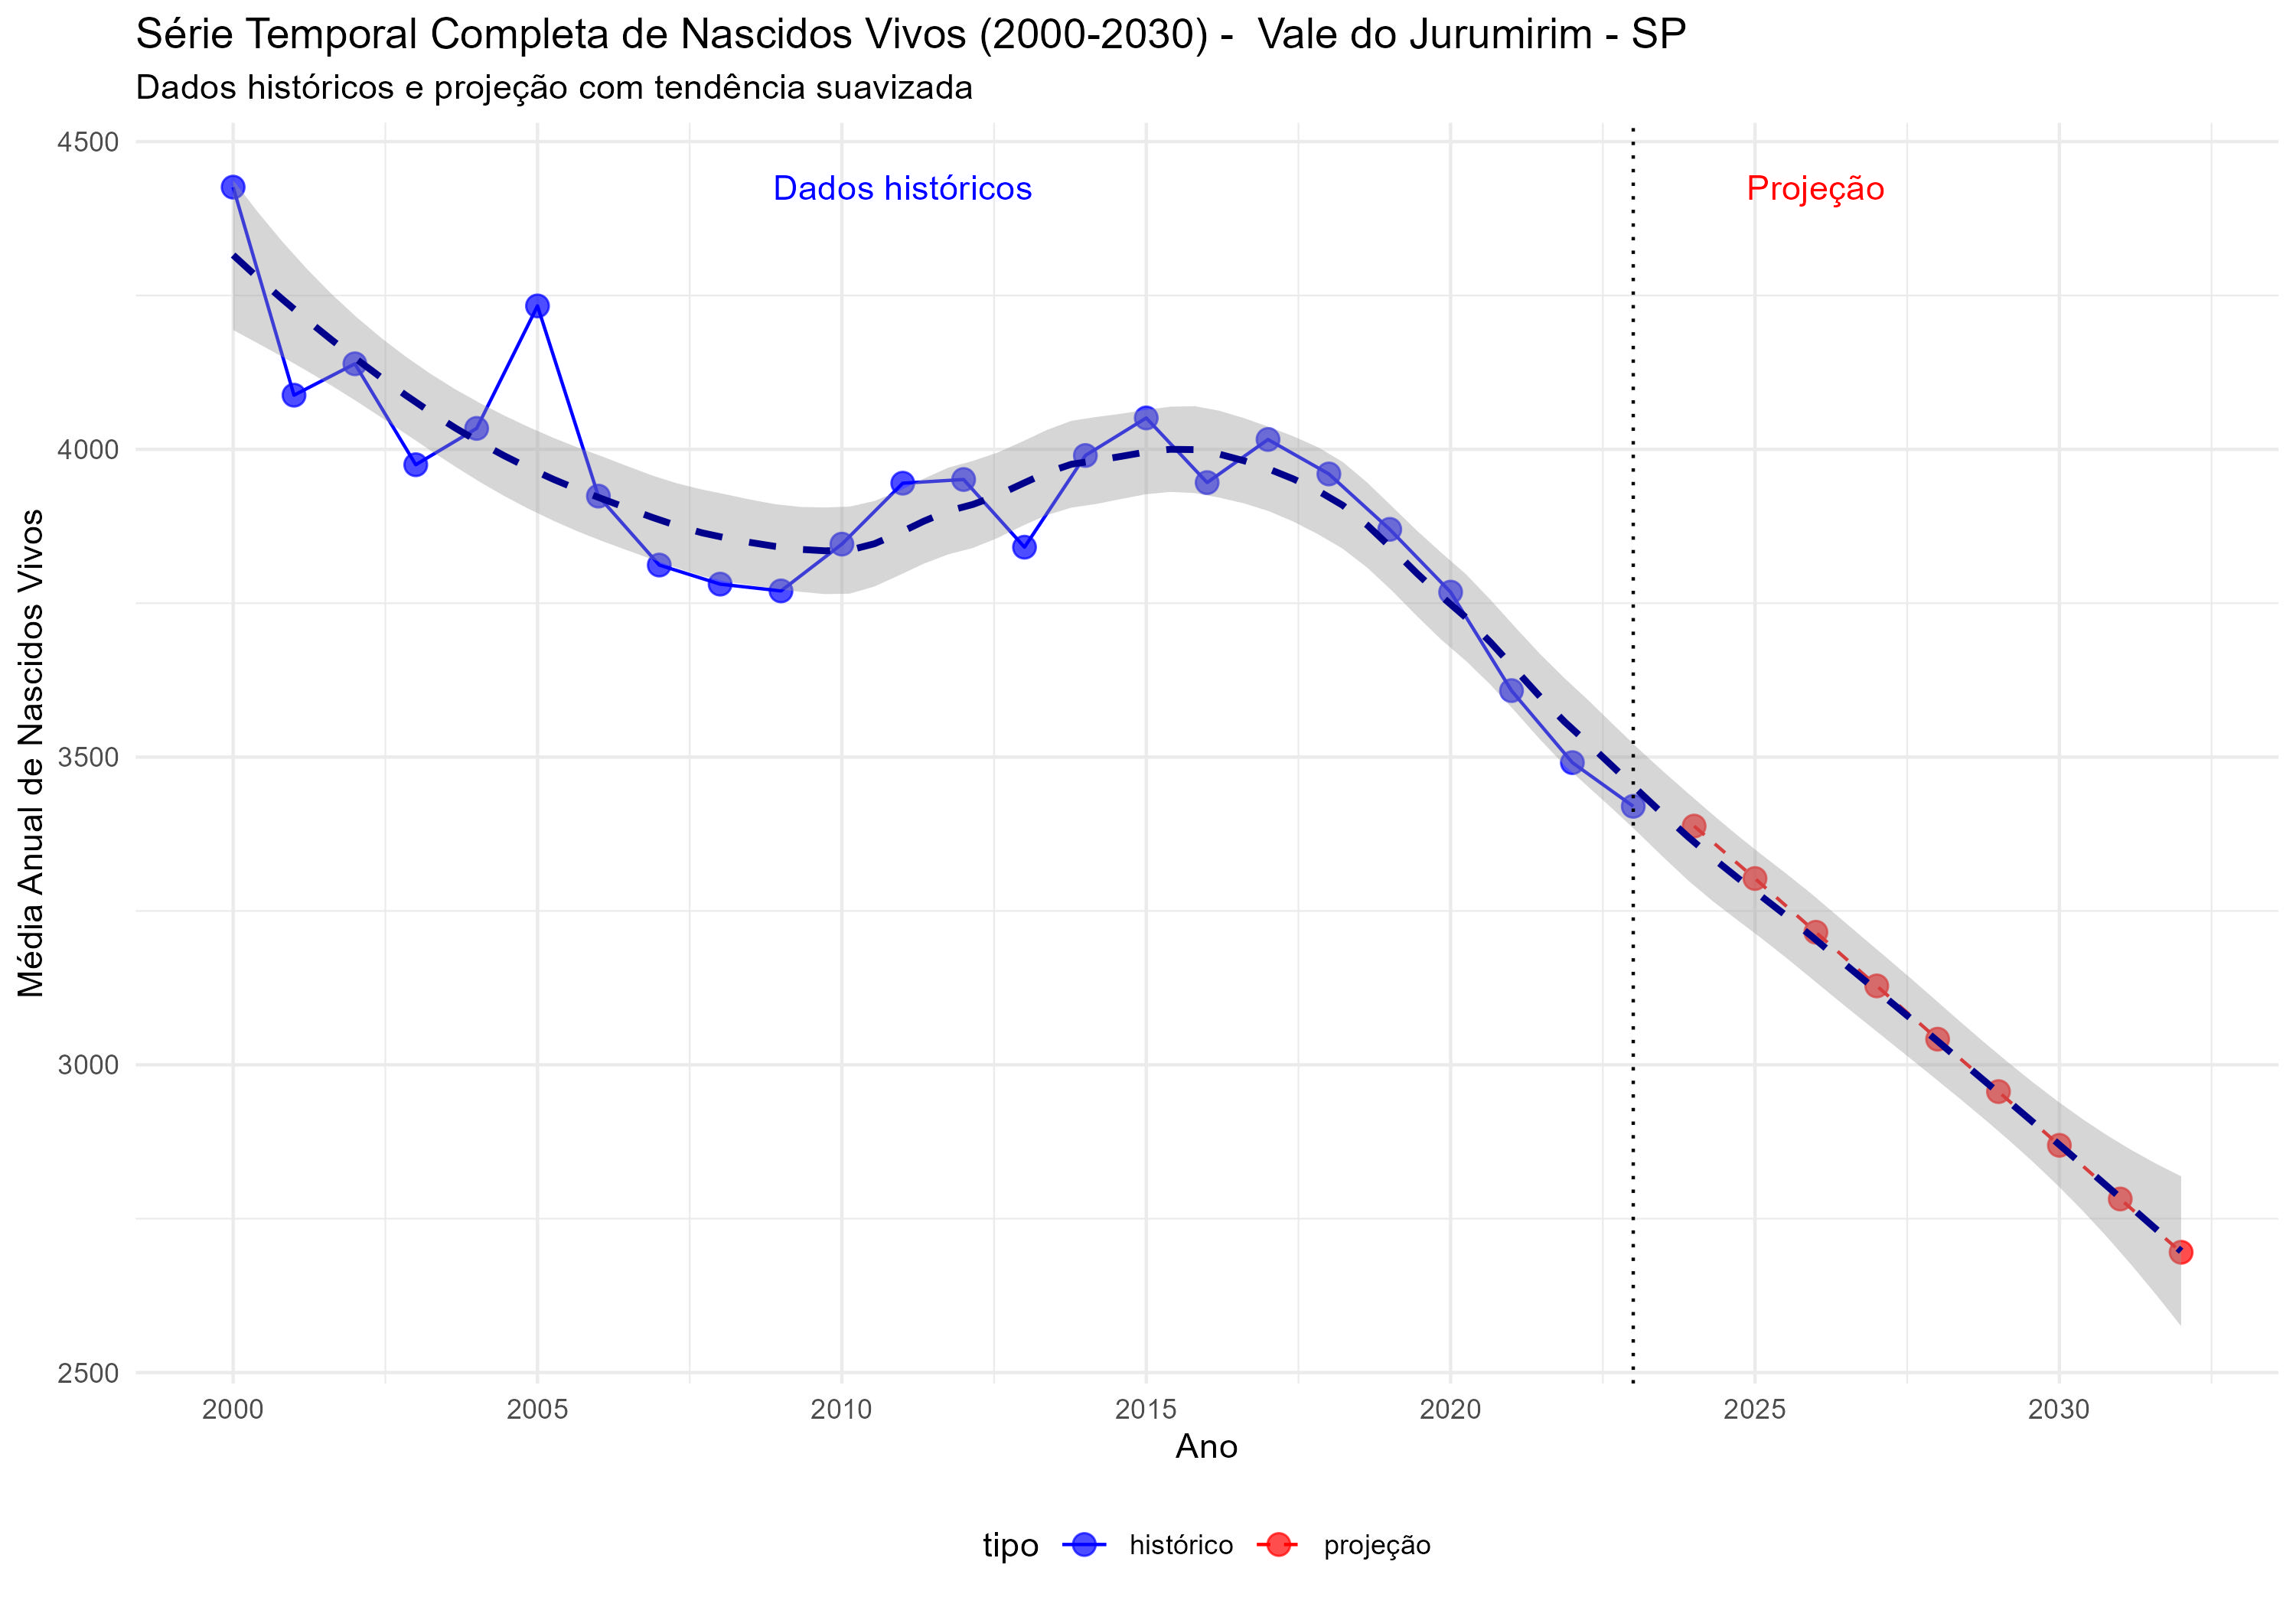 Série Temporal Completa de Nascidos Vivos (2000-2030) -  Vale do Jurumirim - SP
Dados históricos e projeção com tendência suavizada
Média Anual de Nascidos Vivos
4500
4000
3500
3000
2500
Dados históricos
Projeção
2000
2005
2010
2015
2020
2025
2030
Ano
tipo
histórico
projeção